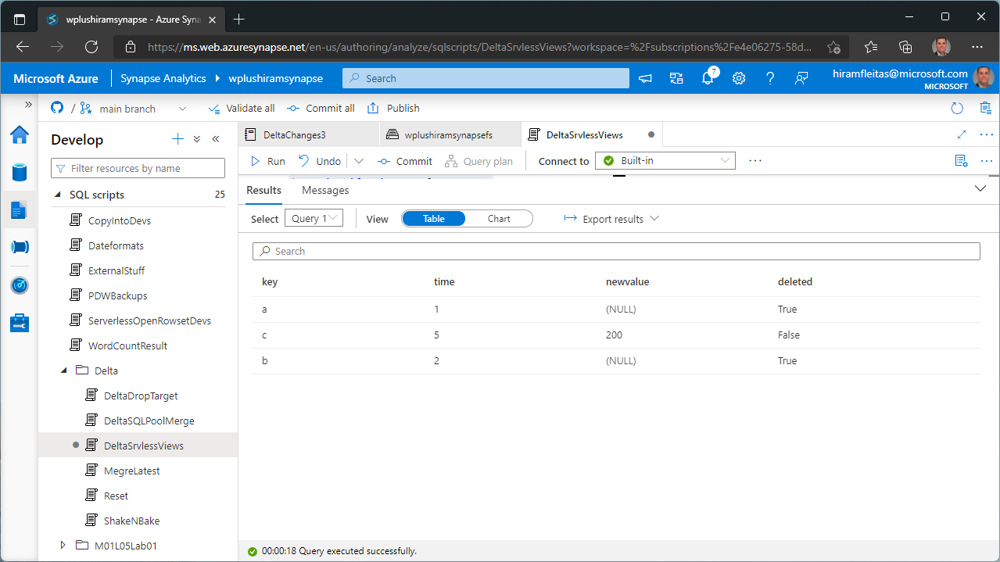 wplushiramsynapse - Azure Syna
https://ms.web.azuresynapse.net/en-us/authoring/analyze/sqlscripts/DeltaSrvlessViews?workspace=%2Fsubscriptions%2Fe4e06275-58d...
Microsoft Azure
Synapse Analytics
wplushiramsynapse
Search
7
hiramfleitas@microsoft.com
MICROSOFT
/ main branch
Validate all
Commit all
Publish
Develop
Filter resources by name
SQL scripts 25
CopyIntoDevs
Dateformats
ExternalStuff
PDWBackups
ServerlessOpenRowsetDevs
WordCountResult
Delta
DeltaDropTarget
DeltaSQLPoolMerge
DeltaSrvlessViews
MegreLatest
Reset
ShakeNBake
M01L05Lab01
DeltaChanges3
wplushiramsynapsefs
DeltaSrvlessViews
Run
Undo
Commit
Query plan
Connect to
Built-in
Results
Messages
Select
Query 1
View
Table
Chart
Export results
Search
key time newvalue deleted
a 1 (NULL) True
c 5 200 False
b 2 (NULL) True
00:00:18 Query executed successfully.